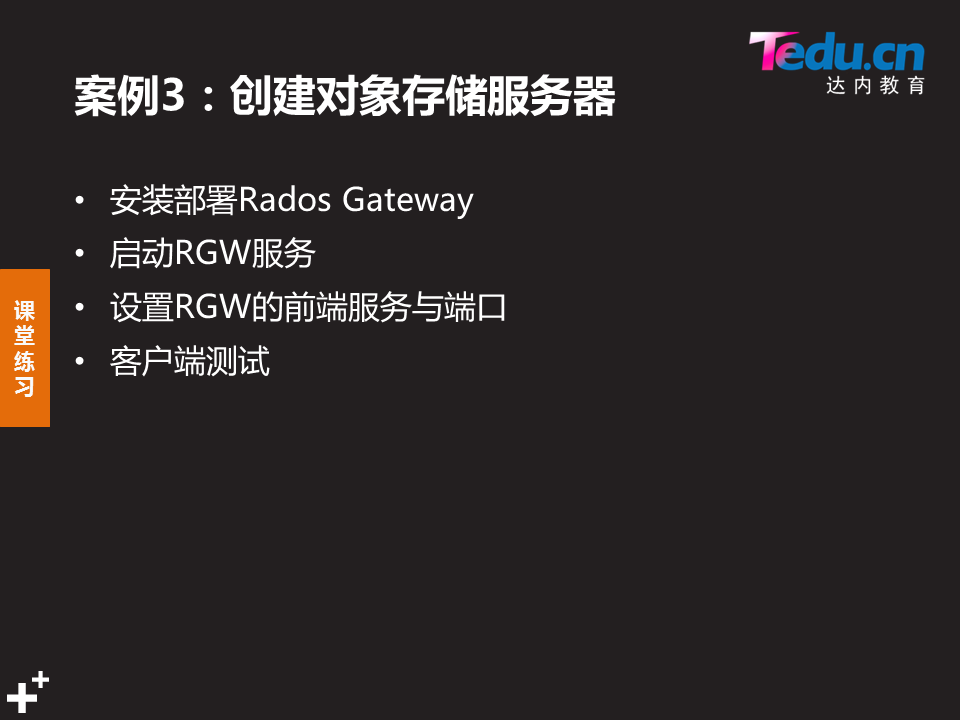 Tedu.cn
达内教育
案例3：创建对象存储服务器
• 安装部署Rados Gateway
• 启动RGW服务
• 设置RGW的前端服务与端口
• 客户端测试
课
堂
练
习